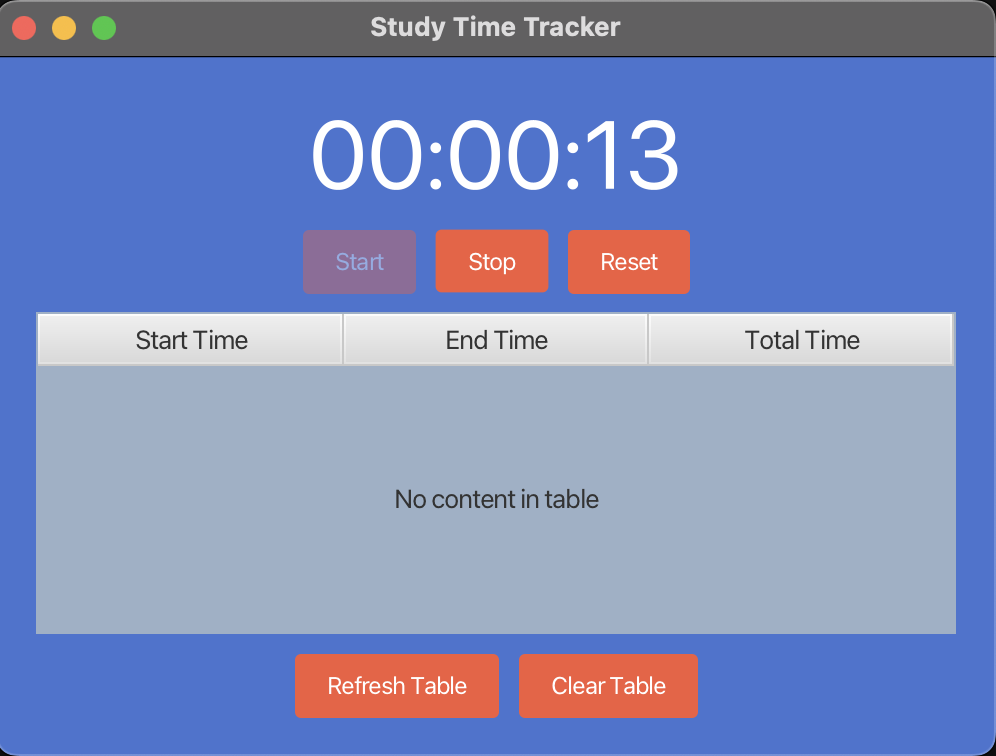 Study Time Tracker
00:00:13
Start Stop Reset
Start Time End Time Total Time
No content in table
Refresh Table Clear Table